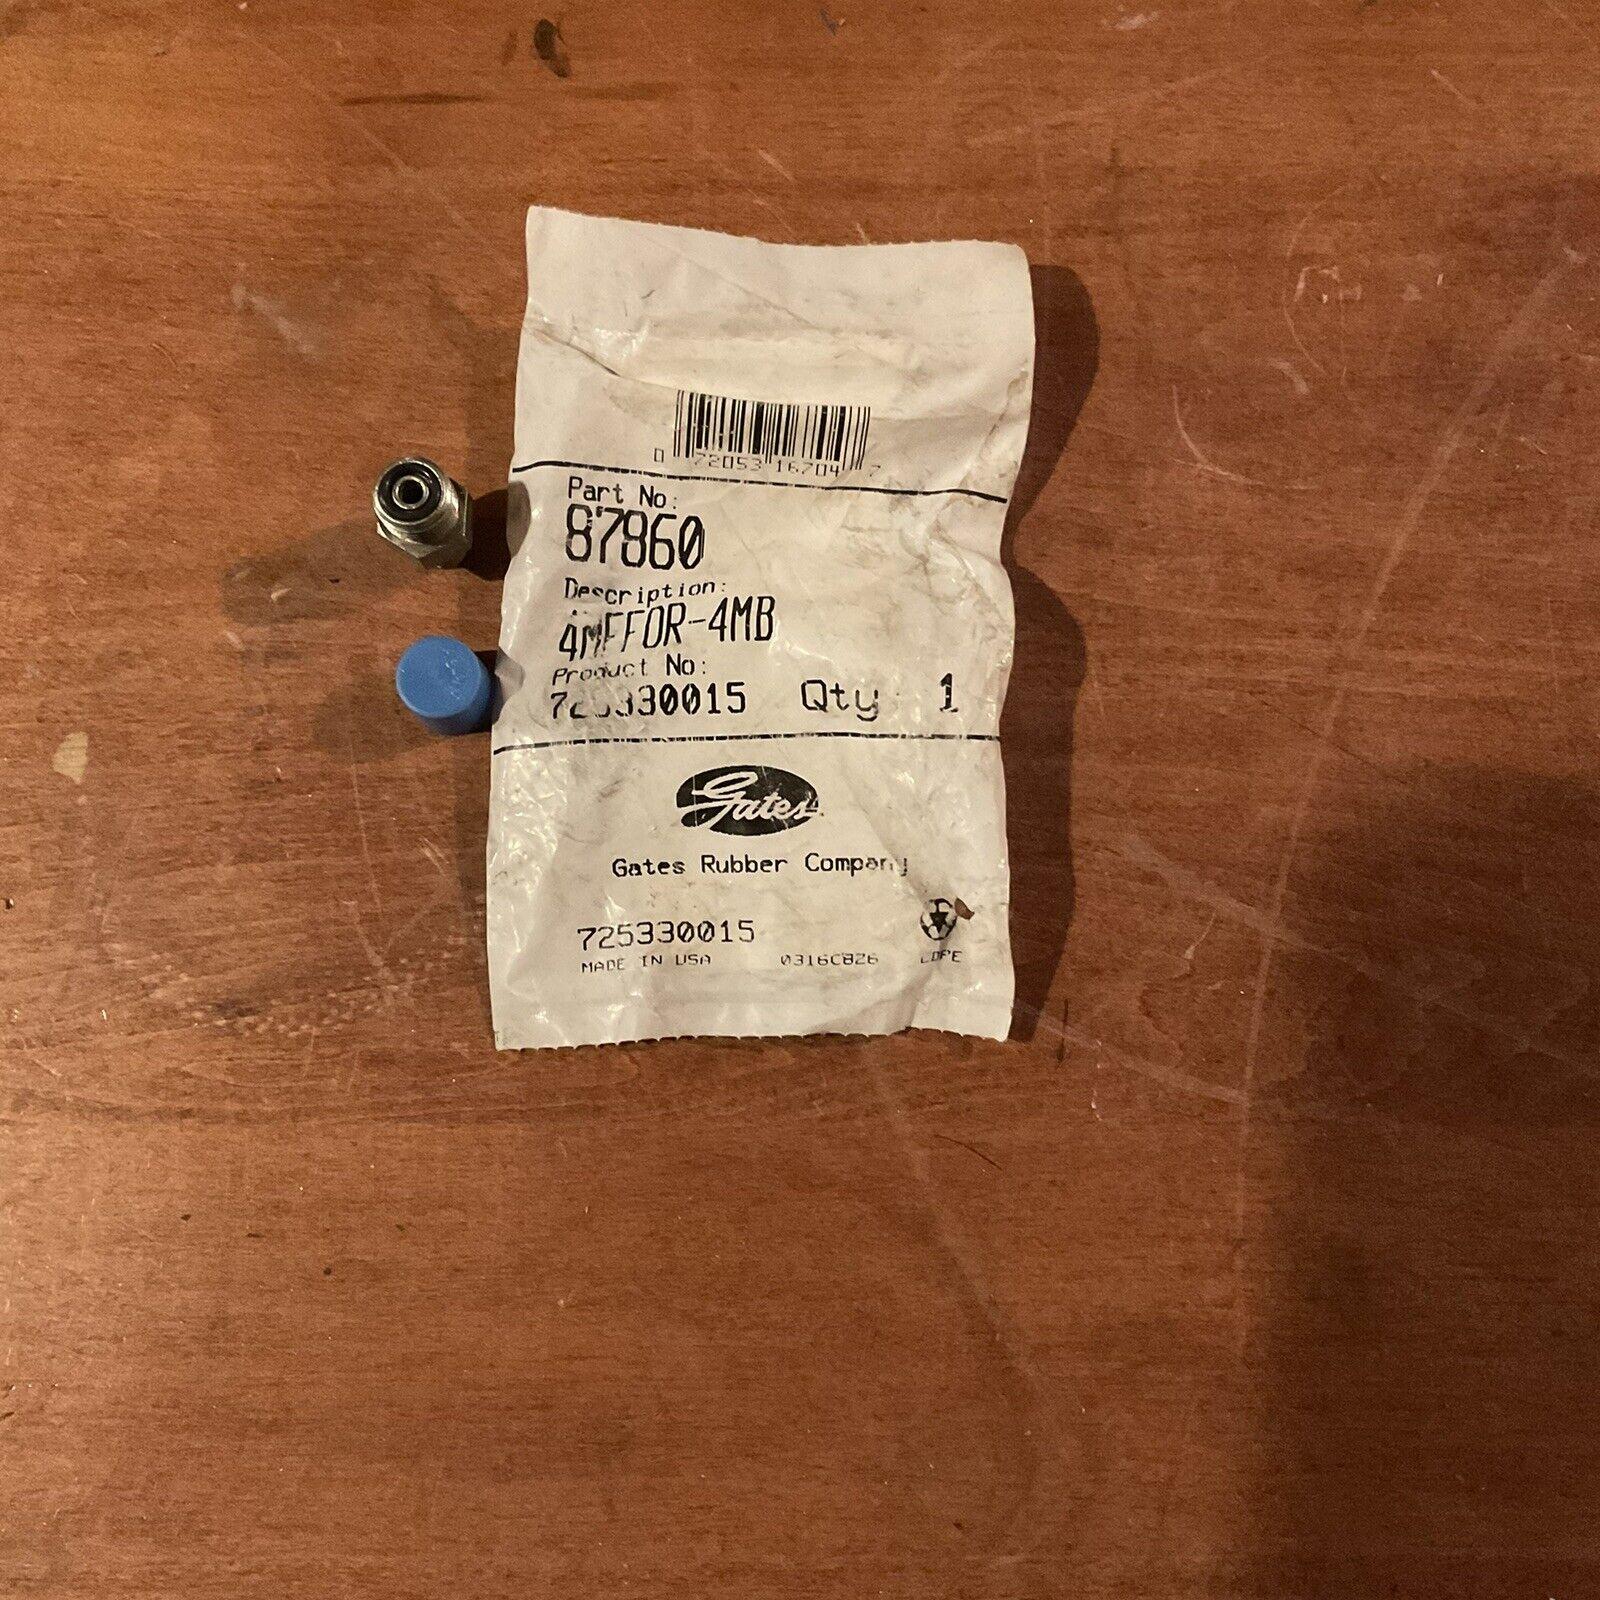 0 72053 16704 7
Part No:
87860
Description:
4MFFOR-4MB
Product No:
725330015 Qty 1
Gates
Gates Rubber Company
725330015
MADE IN USA 0316C826 LDPE